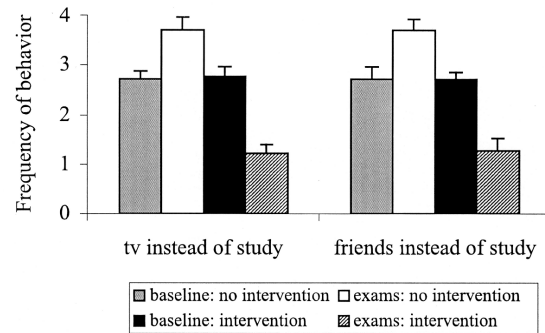 Frequency of behavior
4
3
2
1
0
tv instead of study
friends instead of study
baseline: no intervention
exams: no intervention
baseline: intervention
exams: intervention